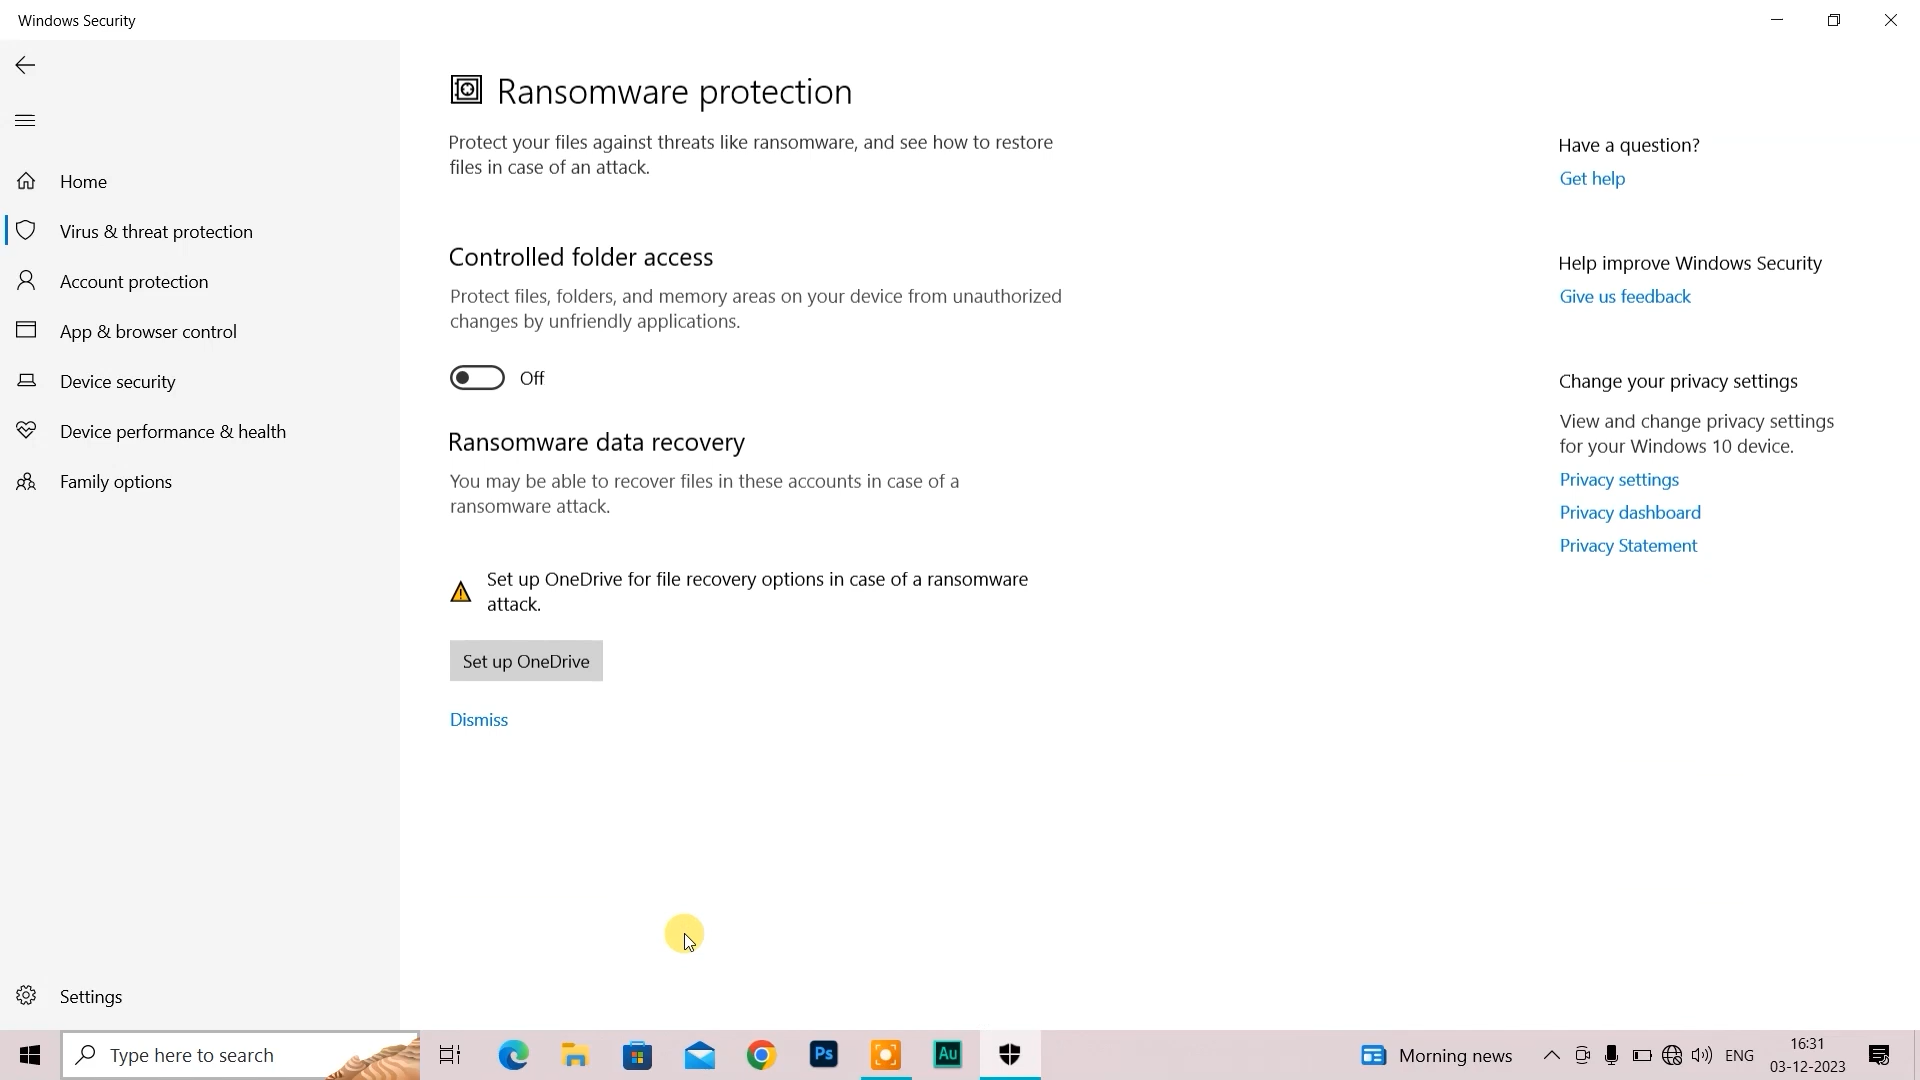 Windows Security
Home
Virus & threat protection
Account protection
App & browser control
Device security
Device performance & health
Family options
Settings
Ransomware protection
Protect your files against threats like ransomware, and see how to restore
files in case of an attack.
Controlled folder access
Protect files, folders, and memory areas on your device from unauthorized
changes by unfriendly applications.
Off
Ransomware data recovery
You may be able to recover files in these accounts in case of a
ransomware attack.
Set up OneDrive for file recovery options in case of a ransomware
attack.
Set up OneDrive
Dismiss
Have a question?
Get help
Help improve Windows Security
Give us feedback
Change your privacy settings
View and change privacy settings
for your Windows 10 device.
Privacy settings
Privacy dashboard
Privacy Statement
Type here to search
Ps
Au
Morning news
ENG
16:31
03-12-2023